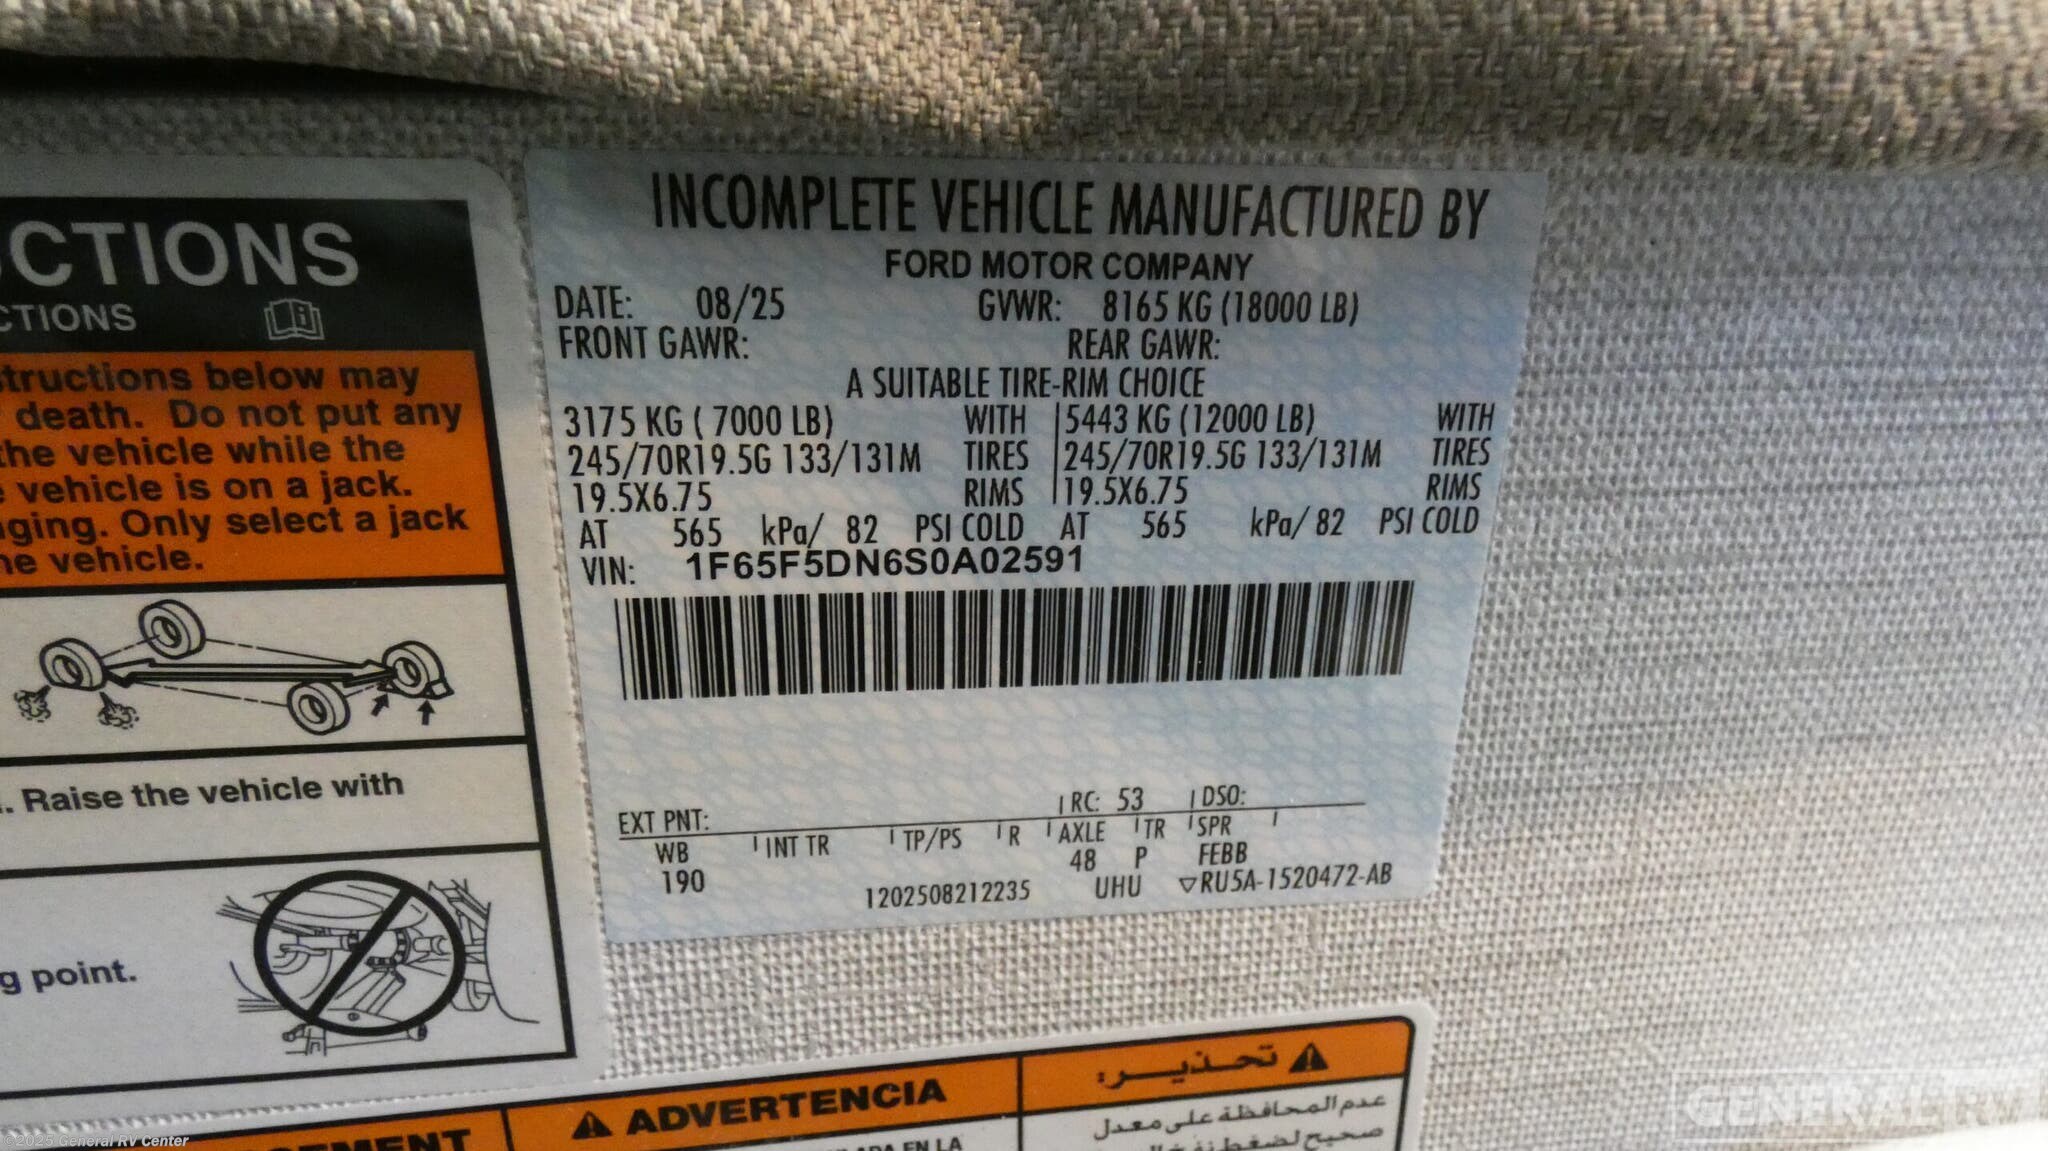 CTIONS
CTIONS
structions below may
death. Do not put any
the vehicle while the
vehicle is on a jack.
nging. Only select a jack
he vehicle.
. Raise the vehicle with
g point.
INCOMPLETE VEHICLE MANUFACTURED BY
FORD MOTOR COMPANY
DATE: 08/25 GVWR: 8165 KG (18000 LB)
FRONT GAWR: REAR GAWR:
A SUITABLE TIRE-RIM CHOICE
3175 KG ( 7000 LB) WITH 5443 KG (12000 LB) WITH
245/70R19.5G 133/131M TIRES 245/70R19.5G 133/131M TIRES
19.5X6.75 RIMS 19.5X6.75 RIMS
AT 565 kPa/ 82 PSI COLD AT 565 kPa/ 82 PSI COLD
VIN: 1F65F5DN6S0A02591
EXT PNT: RC: 53 DSO:
WB INT TR TP/PS R AXLE TR SPR
190 48 P FEBB
1202508212235 UHU RU5A-1520472-AB
ADVERTENCIA
تحذير:
عدم المحافظة على معدل
صحيح لضغط نفخ
EN LA
©2025 General RV Center
GENERAL RV